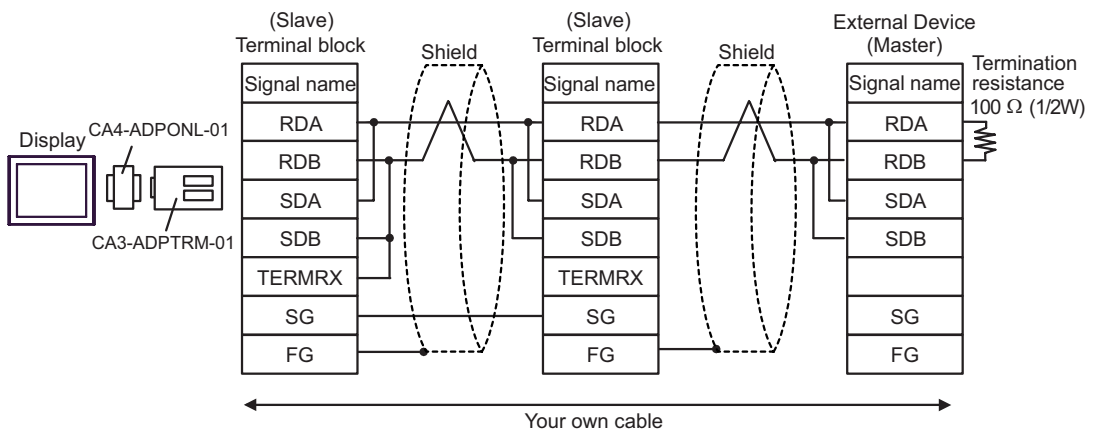 (Slave)
Terminal block
Shield
(Slave)
Terminal block
Shield
External Device
(Master)
Termination
resistance
100 Ω (1/2W)
Display
CA4-ADPONL-01
CA3-ADPTRM-01
Signal name
RDA
RDB
SDA
SDB
TERMRX
SG
FG
Signal name
RDA
RDB
SDA
SDB
TERMRX
SG
FG
Signal name
RDA
RDB
SDA
SDB
SG
FG
Your own cable